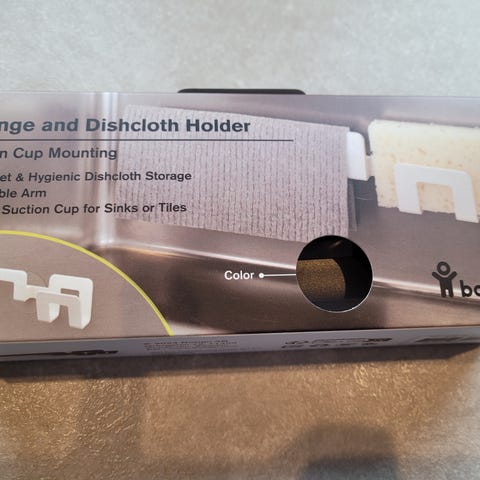 nge and Dishcloth Holder
n Cup Mounting
et & Hygienic Dishcloth Storage
ble Arm
Suction Cup for Sinks or Tiles
Color
bo